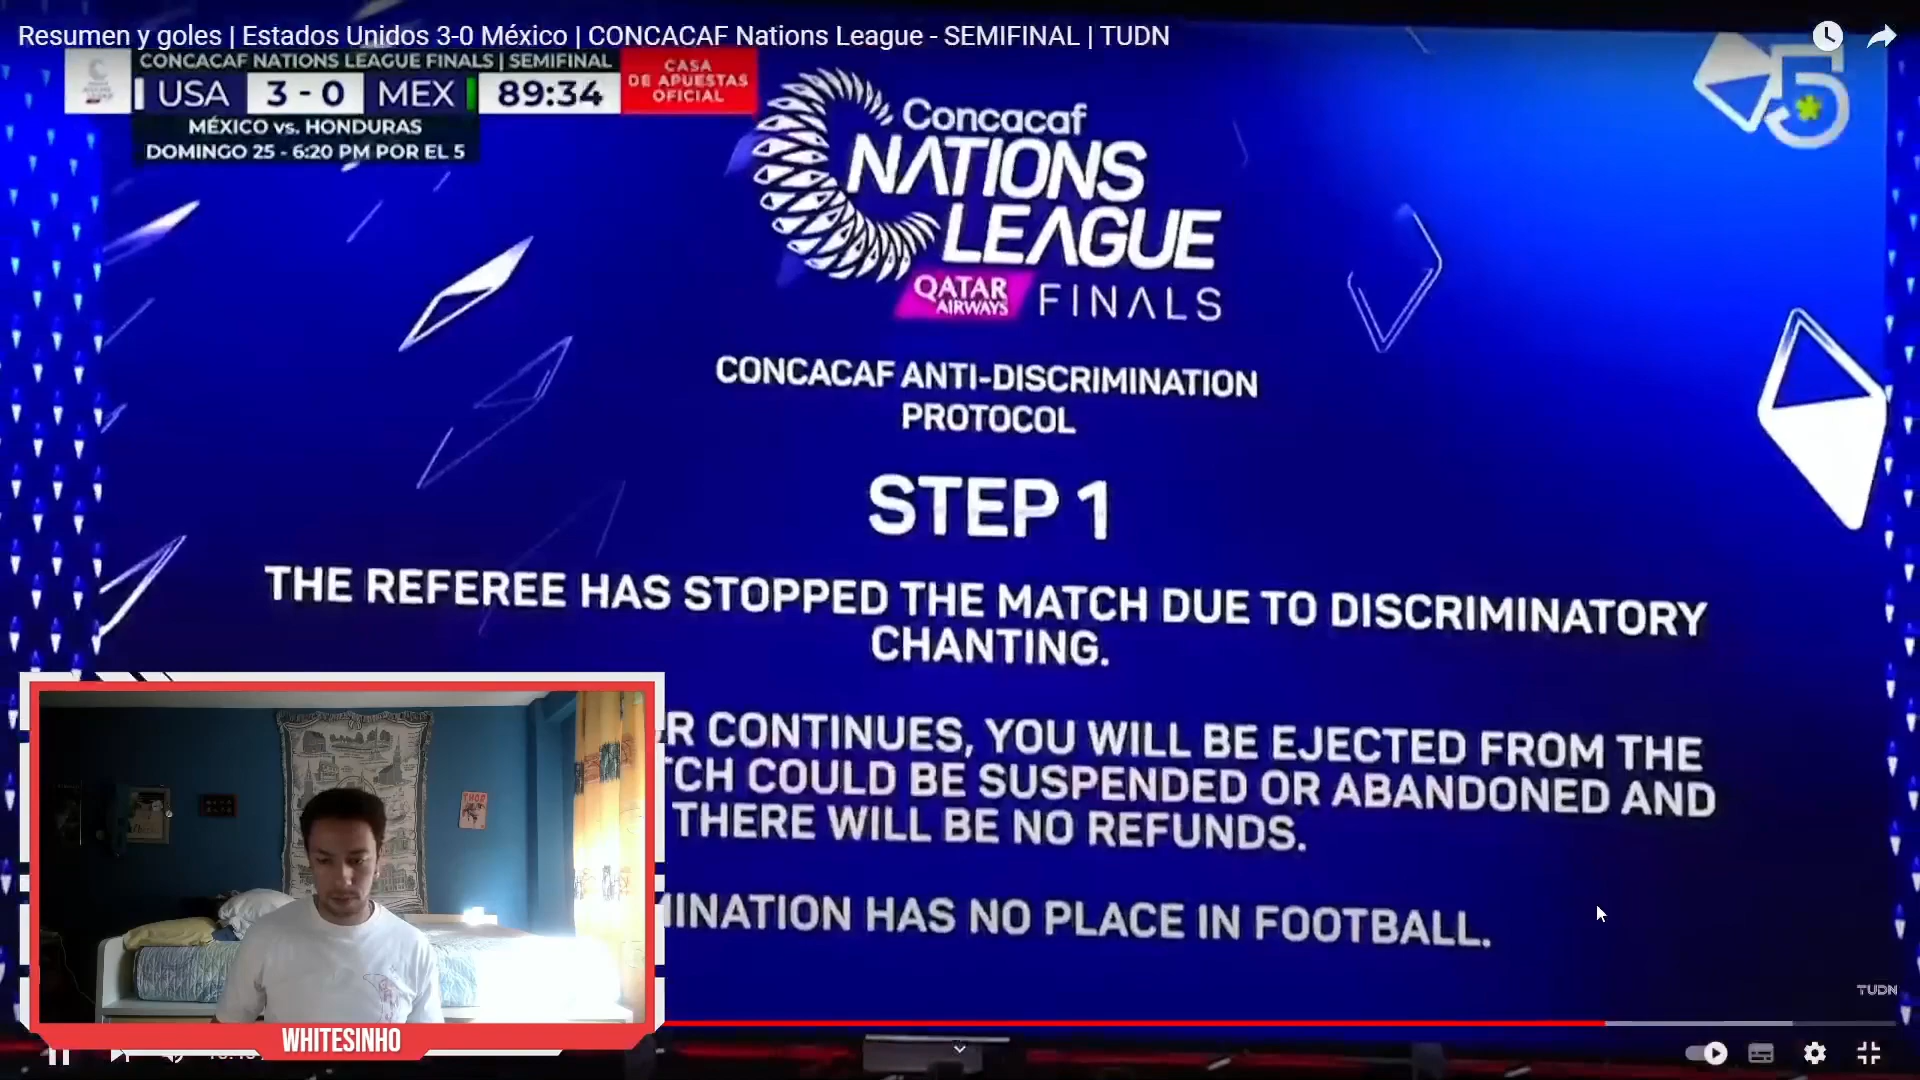 Resumen y goles | Estados Unidos 3-0 México | CONCACAF Nations League - SEMIFINAL | TUDN
CONCACAF NATIONS LEAGUE FINALS | SEMIFINAL
USA 3 - 0 MEX 89:34
CASA
DE APUESTAS
OFICIAL
MÉXICO vs. HONDURAS
DOMINGO 25 - 6:20 PM POR EL 5
5
Concacaf
NATIONS
LEAGUE
QATAR
AIRWAYS
FINALS
CONCACAF ANTI-DISCRIMINATION
PROTOCOL
STEP 1
THE REFEREE HAS STOPPED THE MATCH DUE TO DISCRIMINATORY
CHANTING.
R CONTINUES, YOU WILL BE EJECTED FROM THE
TCH COULD BE SUSPENDED OR ABANDONED AND
THERE WILL BE NO REFUNDS.
MINATION HAS NO PLACE IN FOOTBALL.
THOR
TUDN
WHITESINHO